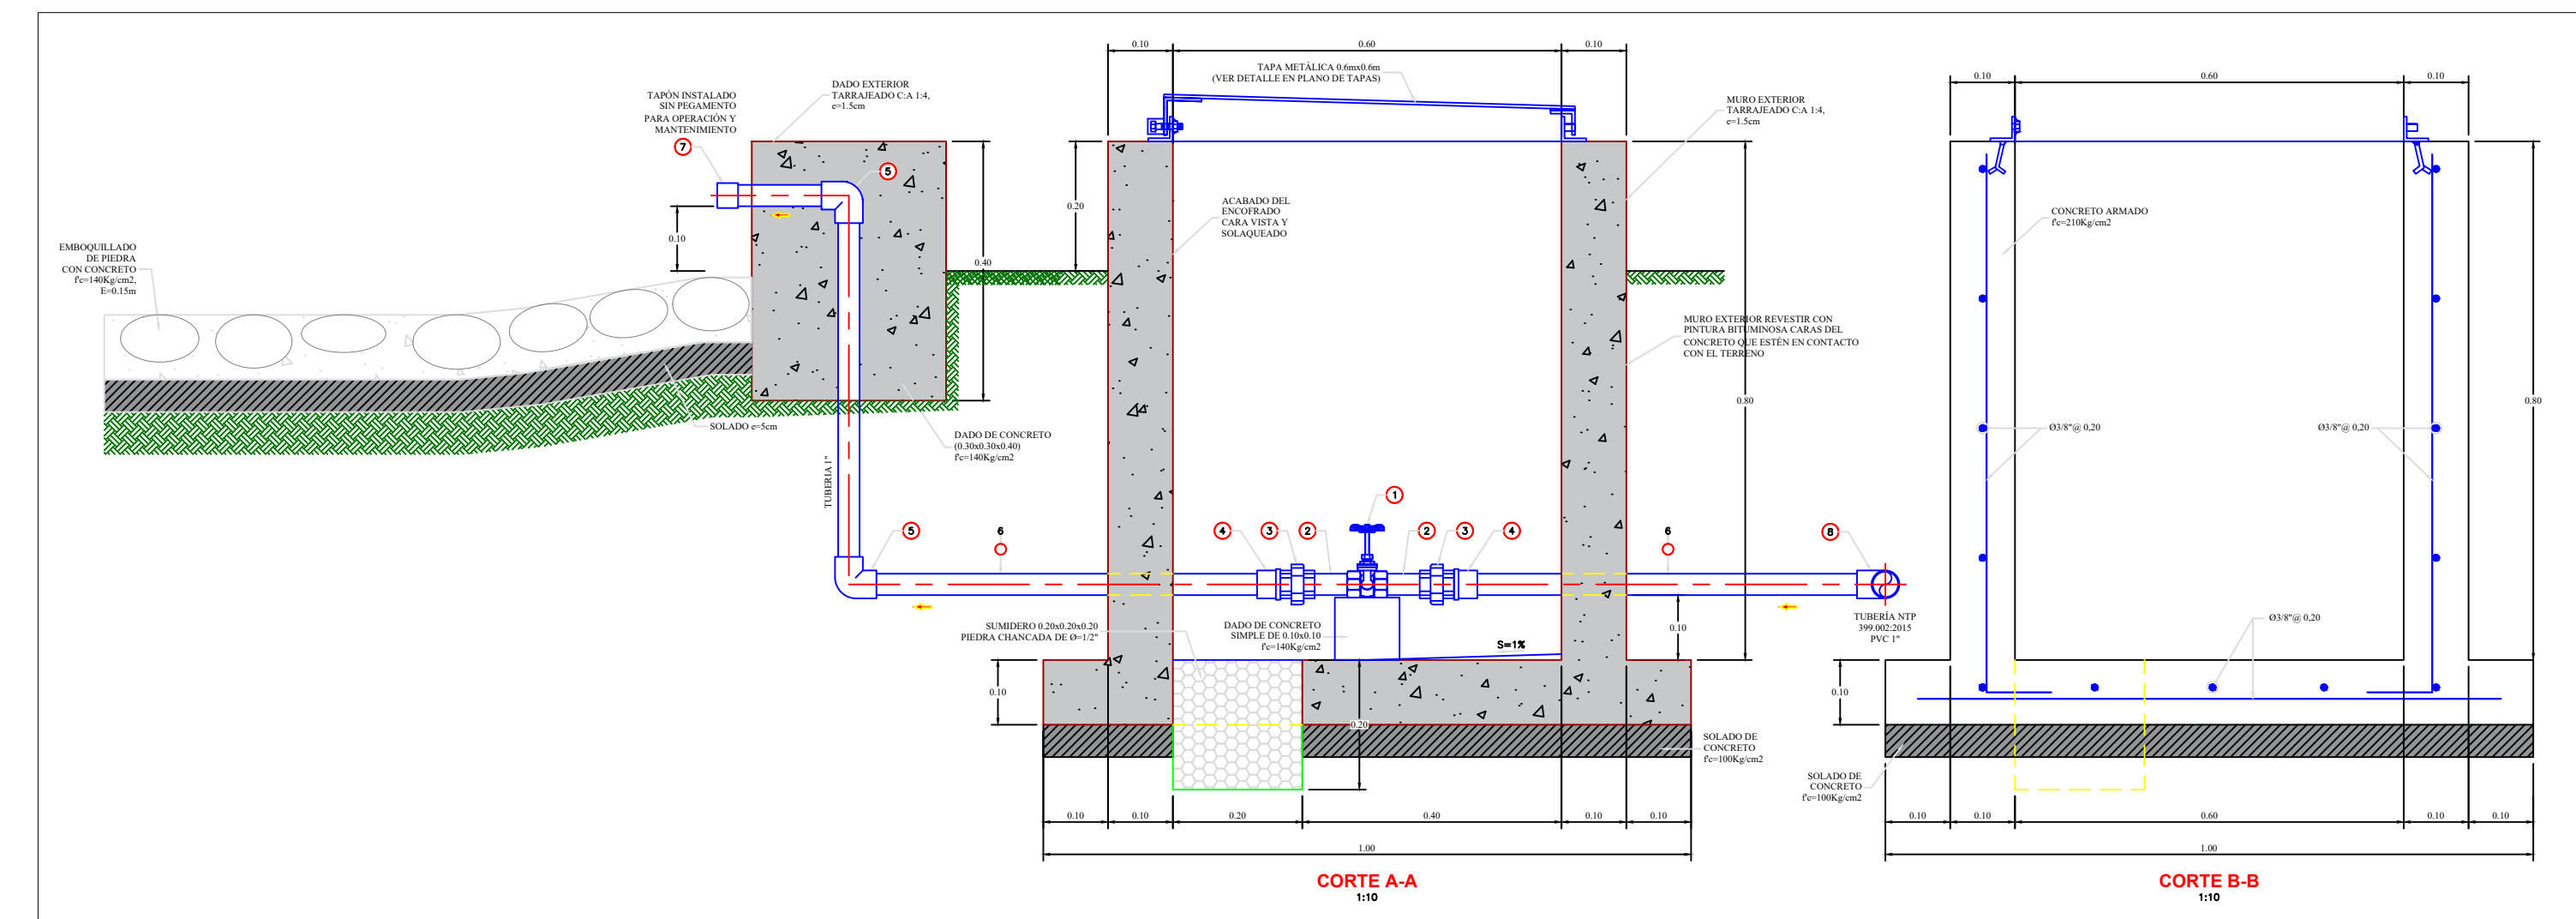 0.10
0.60
0.10
TAPA METÁLICA 0.6mx0.6m
(VER DETALLE EN PLANO DE TAPAS)
DADO EXTERIOR
TARRAJEADO C:A 1:4,
e=1.5cm
TAPÓN INSTALADO
SIN PEGAMENTO
PARA OPERACIÓN Y
MANTENIMIENTO
7
5
MURO EXTERIOR
TARRAJEADO C:A 1:4,
e=1.5cm
0.20
0.10
0.40
ACABADO DEL
ENCOFRADO
CARA VISTA Y
SOLAQUEADO
EMBOQUILLADO
DE PIEDRA
CON CONCRETO
f'c=140Kg/cm2,
E=0.15m
MURO EXTERIOR REVESTIR CON
PINTURA BITUMINOSA CARAS DEL
CONCRETO QUE ESTÉN EN CONTACTO
CON EL TERRENO
0.80
SOLADO e=5cm
DADO DE CONCRETO
(0.30x0.30x0.40)
f'c=140Kg/cm2
TUBERÍA 1"
1
5
6
4
3
2
2
3
4
6
8
SUMIDERO 0.20x0.20x0.20
PIEDRA CHANCADA DE Ø=1/2"
DADO DE CONCRETO
SIMPLE DE 0.10x0.10
f'c=140Kg/cm2
S=1%
0.10
TUBERÍA NTP
399.002:2015
PVC 1"
0.10
0.20
SOLADO DE
CONCRETO
f'c=100Kg/cm2
0.10
0.10
0.20
0.40
0.10
0.10
1.00
CORTE A-A
1:10
0.10
0.60
0.10
CONCRETO ARMADO
f'c=210Kg/cm2
0.80
Ø3/8"@ 0,20
Ø3/8"@ 0,20
Ø3/8"@ 0,20
0.10
SOLADO DE
CONCRETO
f'c=100Kg/cm2
0.10
0.10
0.60
0.10
0.10
1.00
CORTE B-B
1:10